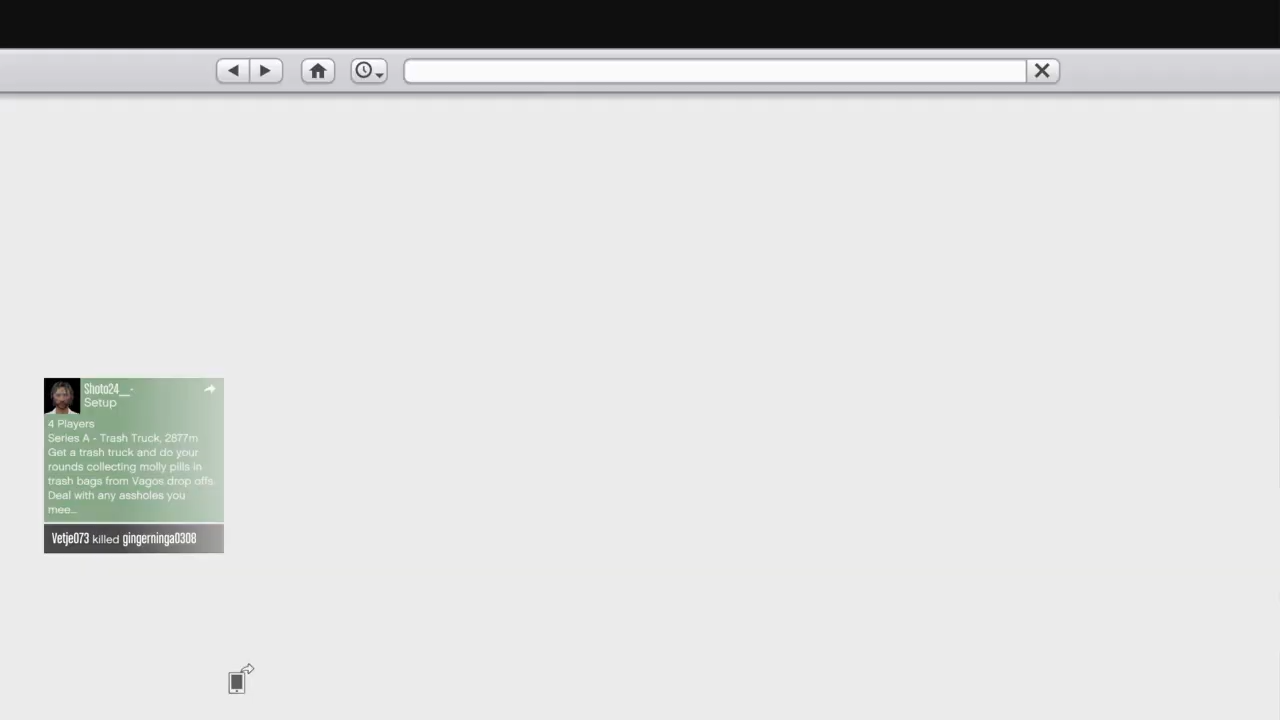 Shoto24__-
Setup
4 Players
Series A - Trash Truck, 2877m
Get a trash truck and do your
rounds collecting molly pills in
trash bags from Vagos drop offs.
Deal with any assholes you
mee...
Vetje073 killed gingerninga0308